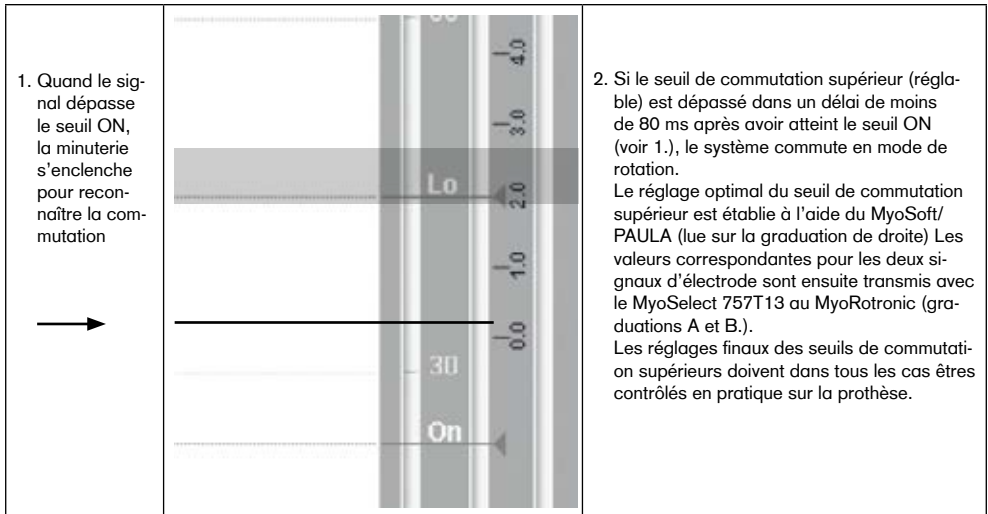 1. Quand le sig-
nal dépasse
le seuil ON,
la minuterie
s'enclenche
pour recon-
naître la com-
mutation
4.0
3.0
Lo
2.0
1.0
0.0
30
On
2. Si le seuil de commutation supérieur (régla-
ble) est dépassé dans un délai de moins
de 80 ms après avoir atteint le seuil ON
(voir 1.), le système commute en mode de
rotation.
Le réglage optimal du seuil de commutation
supérieur est établie à l'aide du MyoSoft/
PAULA (lue sur la graduation de droite) Les
valeurs correspondantes pour les deux si-
gnaux d'électrode sont ensuite transmis avec
le MyoSelect 757T13 au MyoRotronic (gra-
duations A et B.).
Les réglages finaux des seuils de commutati-
on supérieurs doivent dans tous les cas êtres
contrôlés en pratique sur la prothèse.